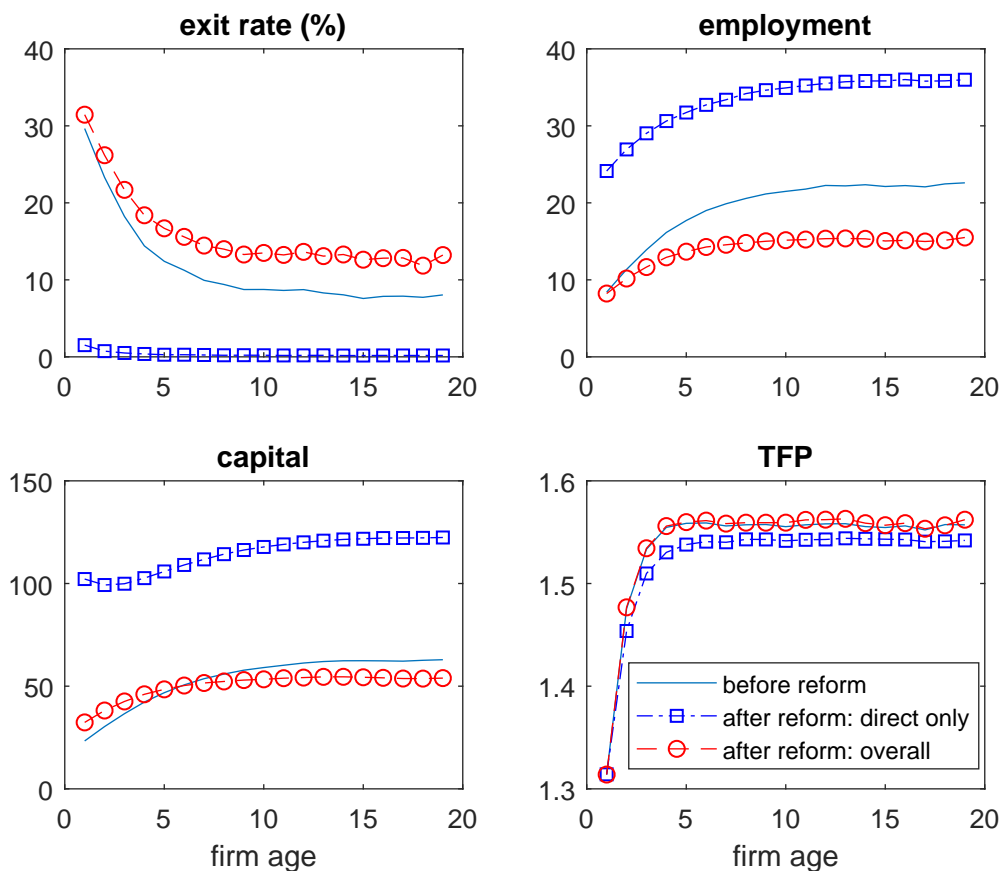 exit rate (%)
40
30
20
10
0
0 5 10 15 20
employment
40
30
20
10
0
0 5 10 15 20
capital
150
100
50
0
0 5 10 15 20
firm age
TFP
1.6
1.5
1.4
1.3
before reform
after reform: direct only
after reform: overall
0 5 10 15 20
firm age